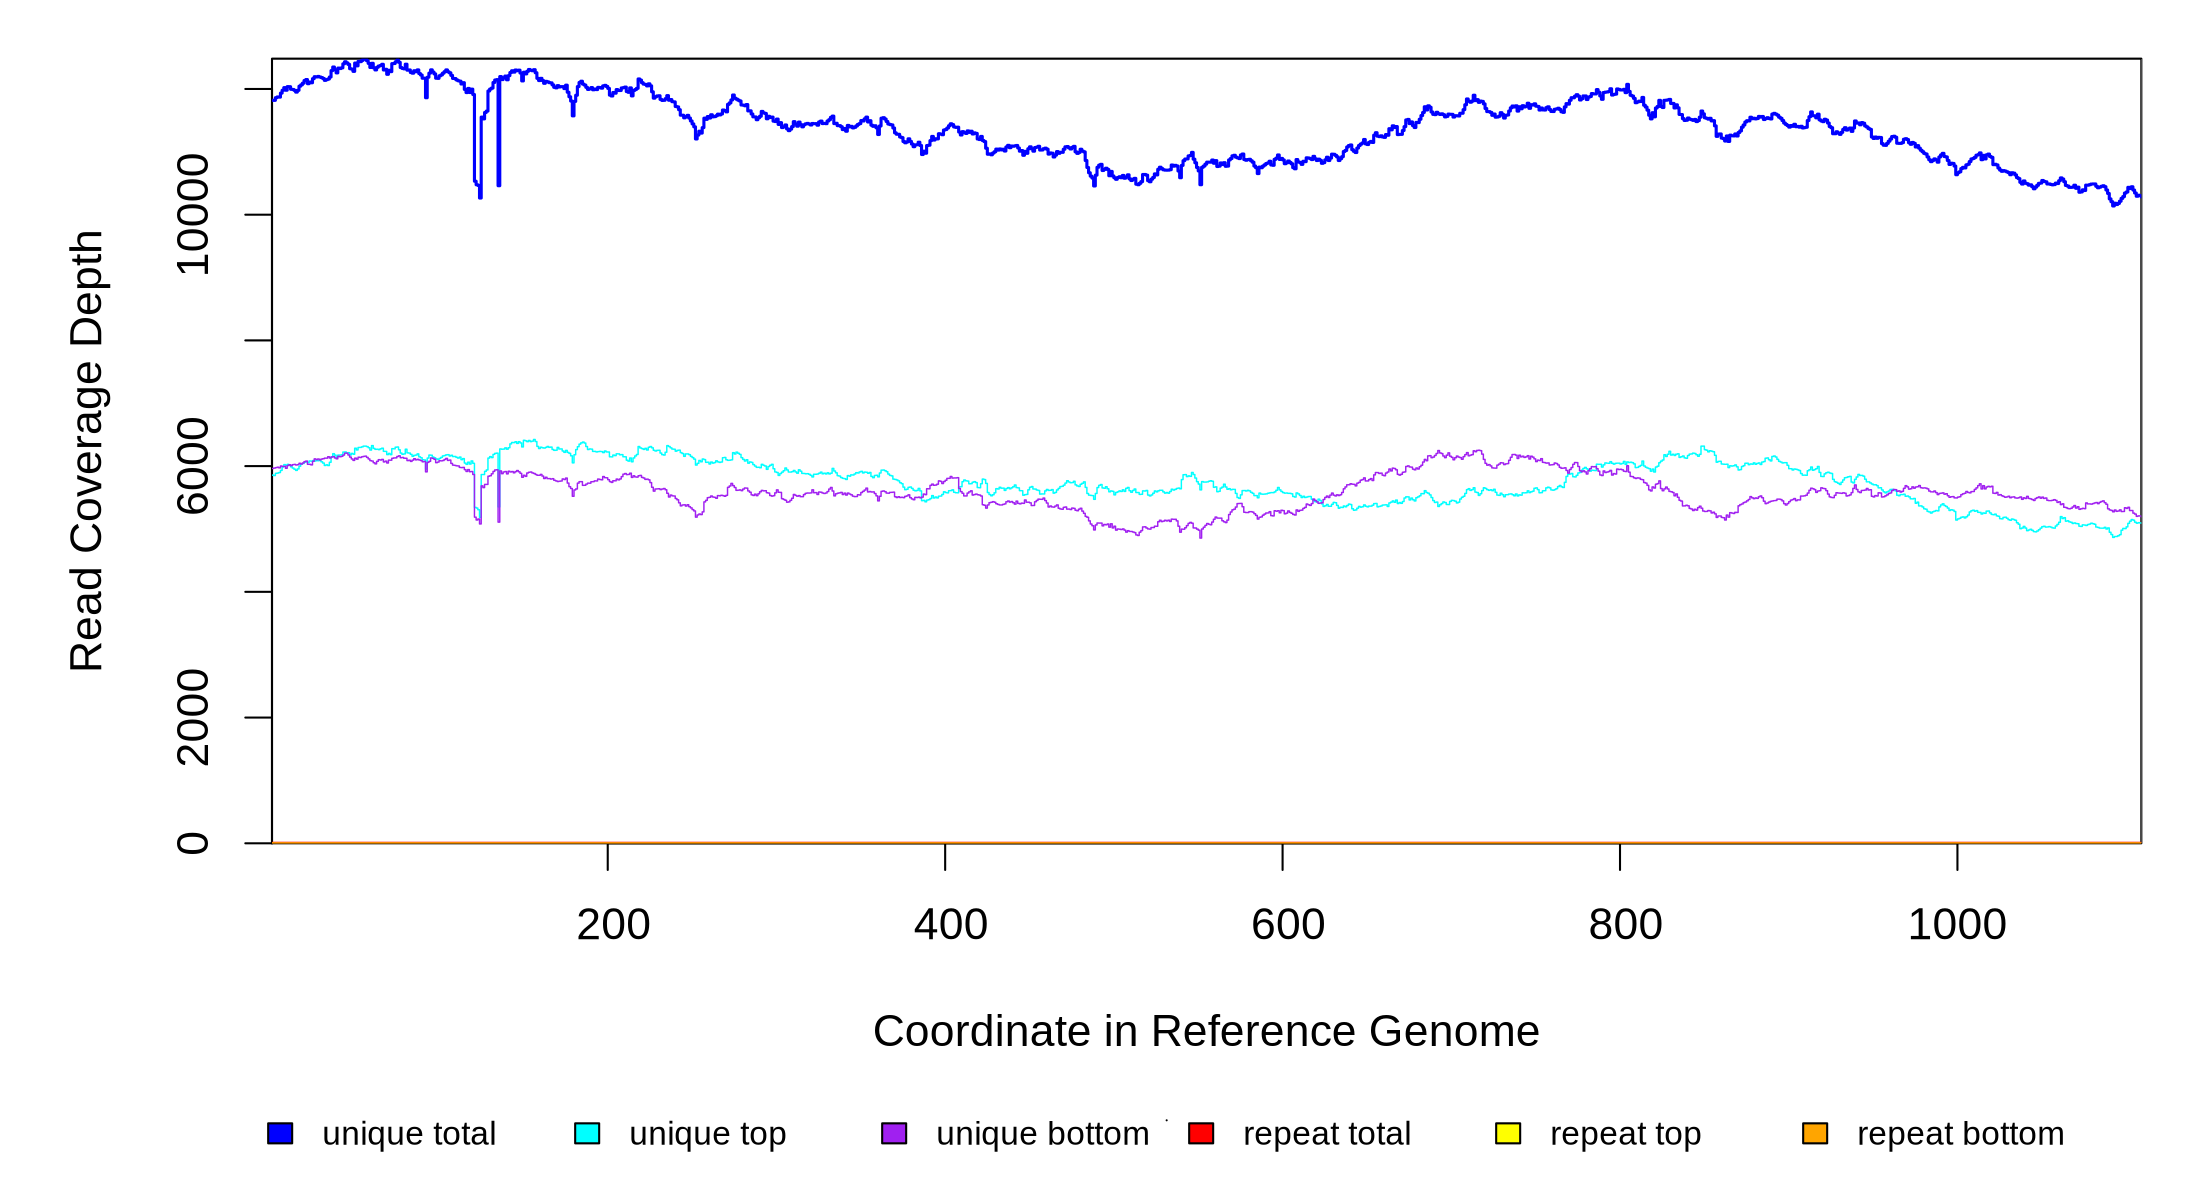 Read Coverage Depth
10000
6000
2000
0
200 400 600 800 1000
Coordinate in Reference Genome
unique total unique top unique bottom repeat total repeat top repeat bottom